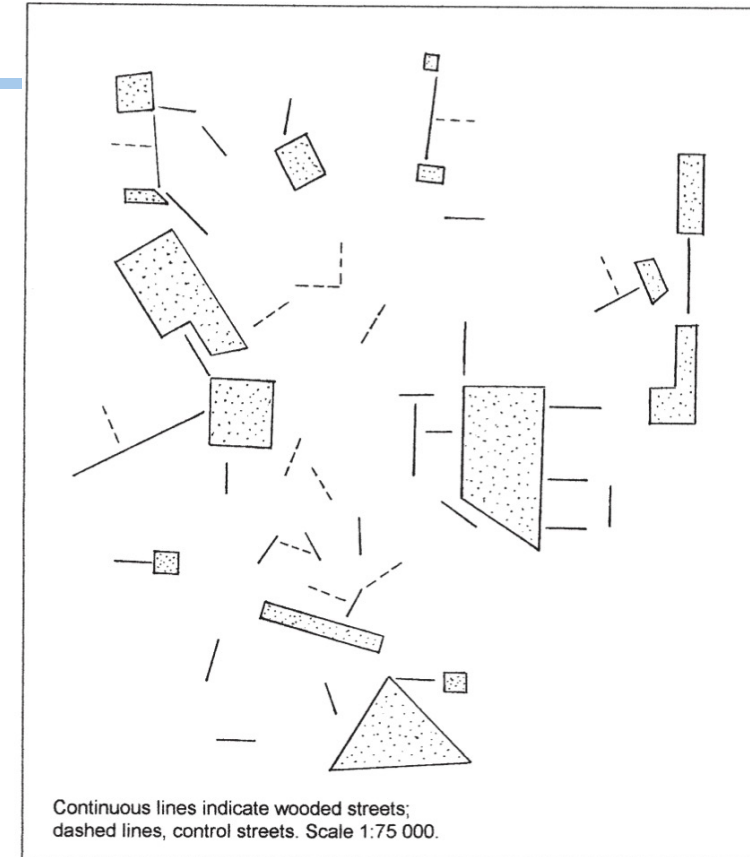 Continuous lines indicate wooded streets;
dashed lines, control streets. Scale 1:75 000.